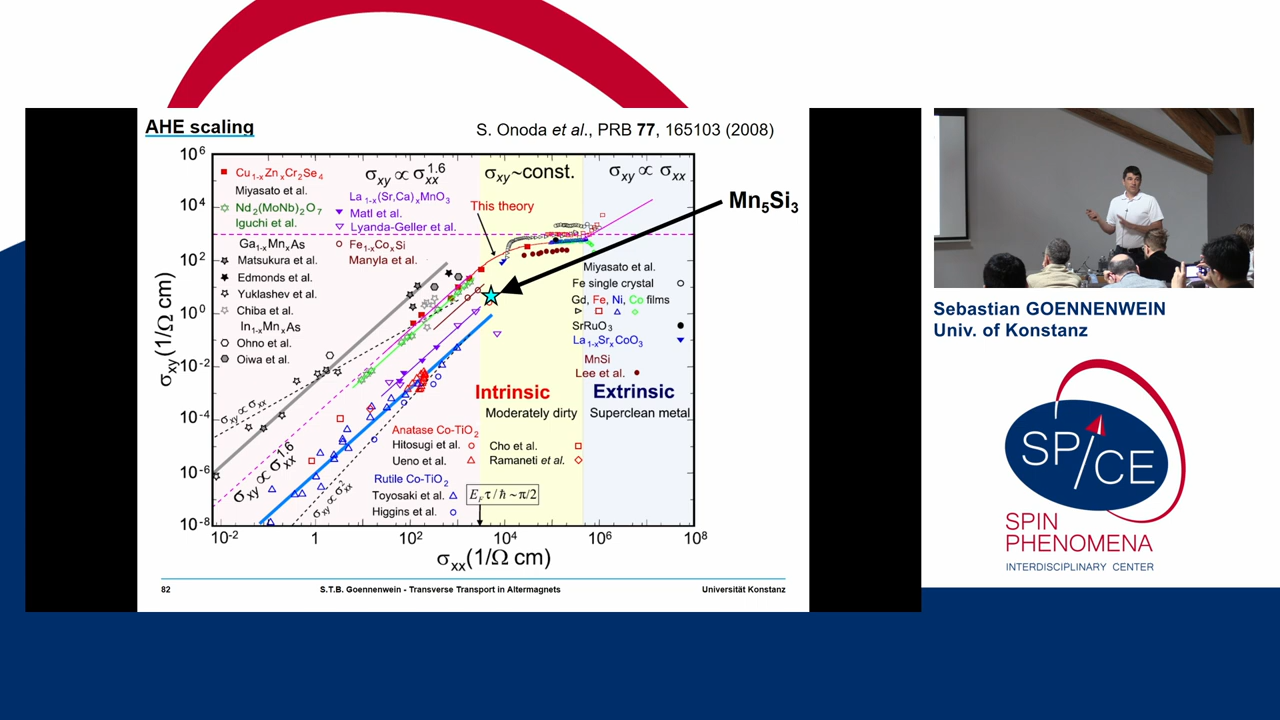 AHE scaling
S. Onoda et al., PRB 77, 165103 (2008)
10^6
10^4
10^2
10^0
10^-2
10^-4
10^-6
10^-8
σxy(1/Ω cm)
Cu1-xZnxCr2Se4
Miyasato et al.
Nd2(MoNb)2O7
Iguchi et al.
Ga1-xMnxAs
Matsukura et al.
Edmonds et al.
Yuklashev et al.
Chiba et al.
In1-xMnxAs
Ohno et al.
Oiwa et al.
σxy ∝ σxx^1.6
La1-x(Sr,Ca)xMnO3
Matl et al.
Lyanda-Geller et al.
Fe1-xCoxSi
Manyla et al.
σxy~const.
This theory
σxy ∝ σxx
Mn5Si3
Miyasato et al.
Fe single crystal
Gd, Fe, Ni, Co films
SrRuO3
La1-xSrxCoO3
MnSi
Lee et al.
Intrinsic
Extrinsic
Moderately dirty
Superclean metal
σxy ∝ σxx
σxy ∝ σxx^1.6
σxy ∝ σxx^2
Anatase Co-TiO2
Hitosugi et al.
Cho et al.
Ueno et al.
Ramaneti et al.
Rutile Co-TiO2
Toyosaki et al.
Higgins et al.
EFτ/ℏ~π/2
10^-2
1
10^2
10^4
10^6
10^8
σxx(1/Ω cm)
82
S.T.B. Goennenwein - Transverse Transport in Altermagnets
Universität Konstanz
Sebastian GOENNENWEIN
Univ. of Konstanz
SP/CE
SPIN
PHENOMENA
INTERDISCIPLINARY CENTER